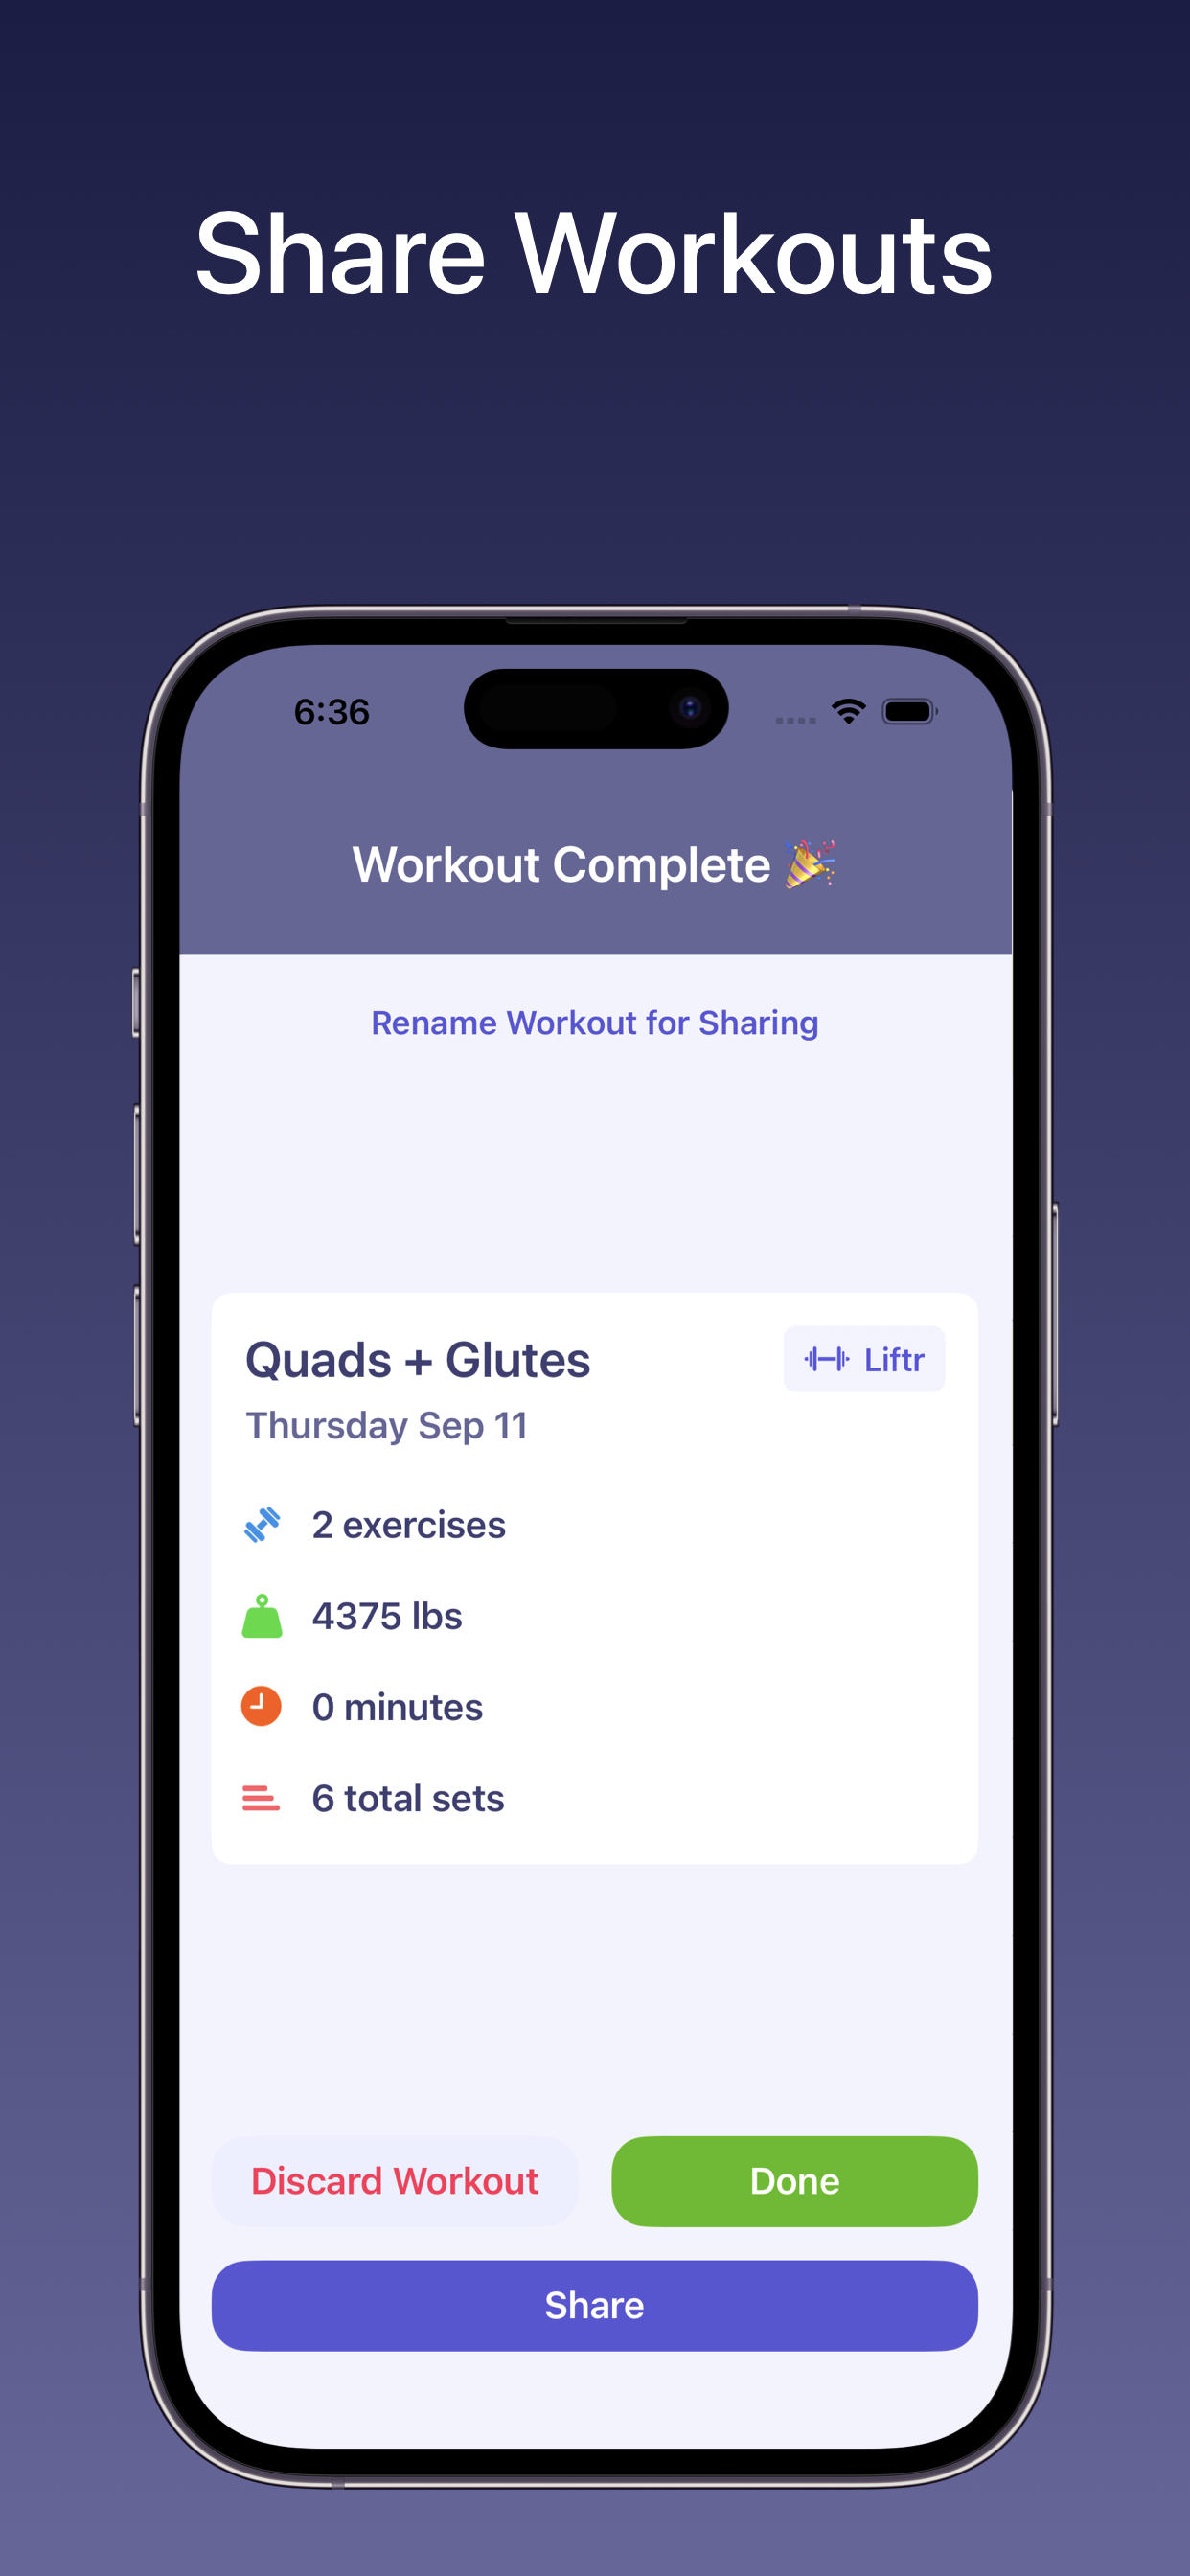 Share Workouts
6:36
Workout Complete 🎉
Rename Workout for Sharing
Quads + Glutes
Liftr
Thursday Sep 11
2 exercises
4375 lbs
0 minutes
6 total sets
Discard Workout
Done
Share